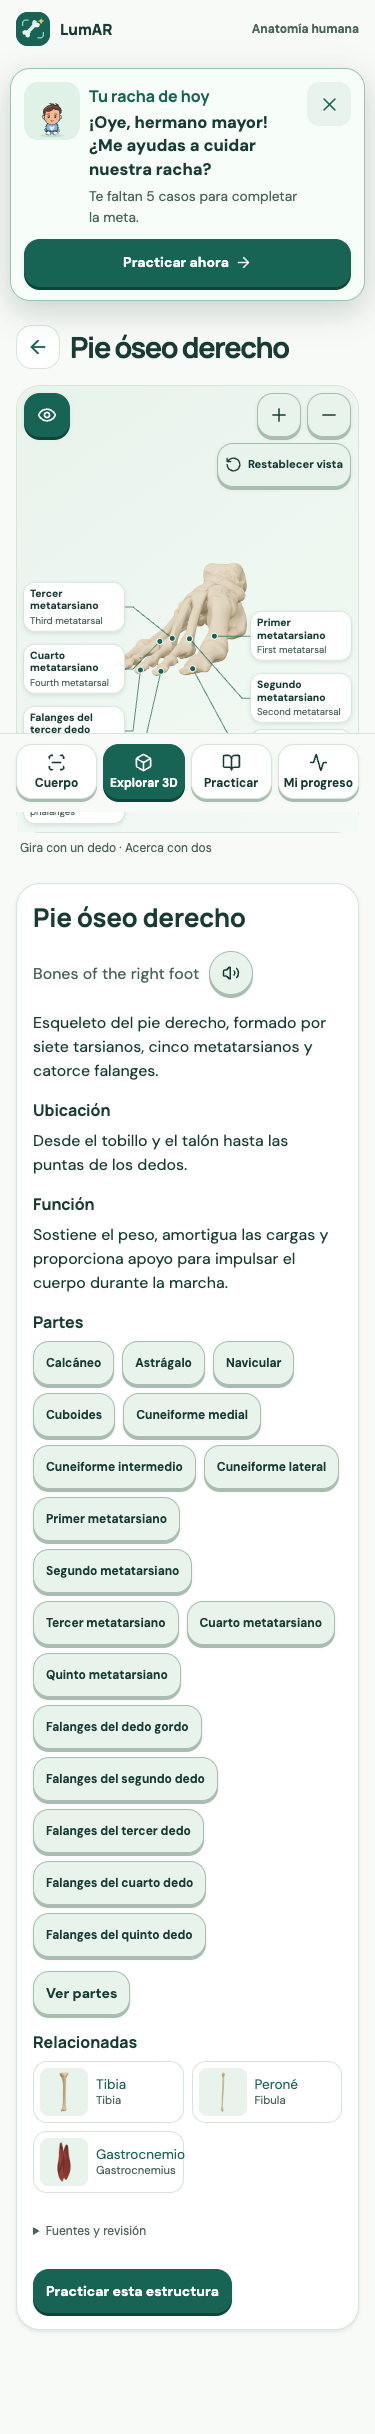 LumAR
Anatomía humana
Tu racha de hoy
¡Oye, hermano mayor!
¿Me ayudas a cuidar
nuestra racha?
Te faltan 5 casos para completar
la meta.
Practicar ahora →
Pie óseo derecho
Restablecer vista
Tercer
metatarsiano
Third metatarsal
Primer
metatarsiano
First metatarsal
Cuarto
metatarsiano
Fourth metatarsal
Segundo
metatarsiano
Second metatarsal
Falanges del
tercer dedo
Cuerpo
Explorar 3D
Practicar
Mi progreso
phalanges
Gira con un dedo · Acerca con dos
Pie óseo derecho
Bones of the right foot
Esqueleto del pie derecho, formado por
siete tarsianos, cinco metatarsianos y
catorce falanges.
Ubicación
Desde el tobillo y el talón hasta las
puntas de los dedos.
Función
Sostiene el peso, amortigua las cargas y
proporciona apoyo para impulsar el
cuerpo durante la marcha.
Partes
Calcáneo
Astrágalo
Navicular
Cuboides
Cuneiforme medial
Cuneiforme intermedio
Cuneiforme lateral
Primer metatarsiano
Segundo metatarsiano
Tercer metatarsiano
Cuarto metatarsiano
Quinto metatarsiano
Falanges del dedo gordo
Falanges del segundo dedo
Falanges del tercer dedo
Falanges del cuarto dedo
Falanges del quinto dedo
Ver partes
Relacionadas
Tibia
Tibia
Peroné
Fibula
Gastrocnemio
Gastrocnemius
Fuentes y revisión
Practicar esta estructura